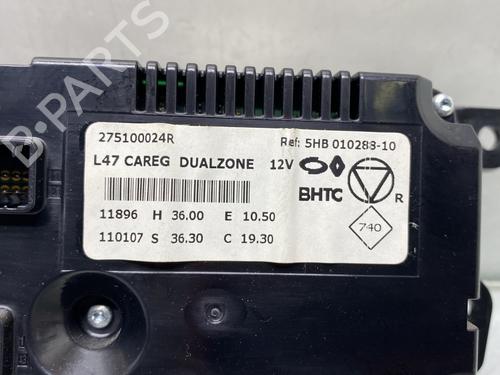 B-PARTS
275100024R Ref: 5HB 010283-10
L47 CAREG DUALZONE 12V
BHTC R
11896 H 36.00 E 10.50
110107 S 36.30 C 19.30
740